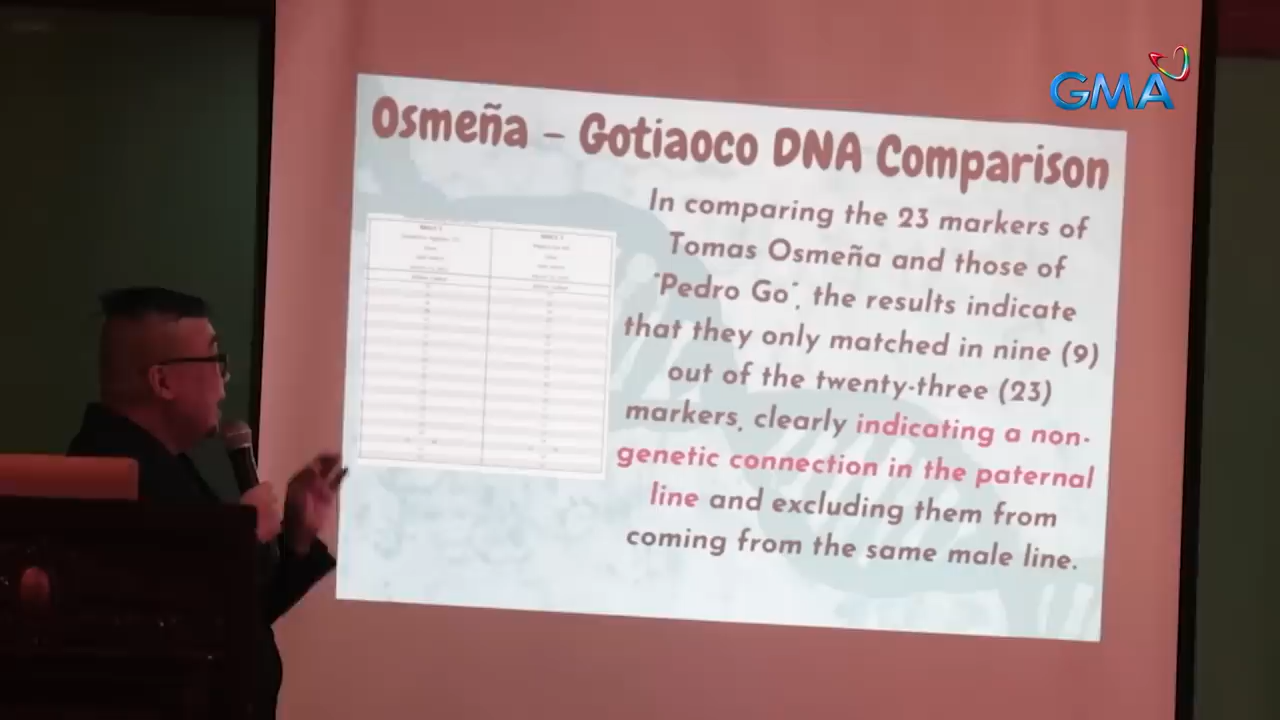 GMA
Osmeña - Gotiaoco DNA Comparison
In comparing the 23 markers of
Tomas Osmeña and those of
"Pedro Go", the results indicate
that they only matched in nine (9)
out of the twenty-three (23)
markers, clearly indicating a non-
genetic connection in the paternal
line and excluding them from
coming from the same male line.